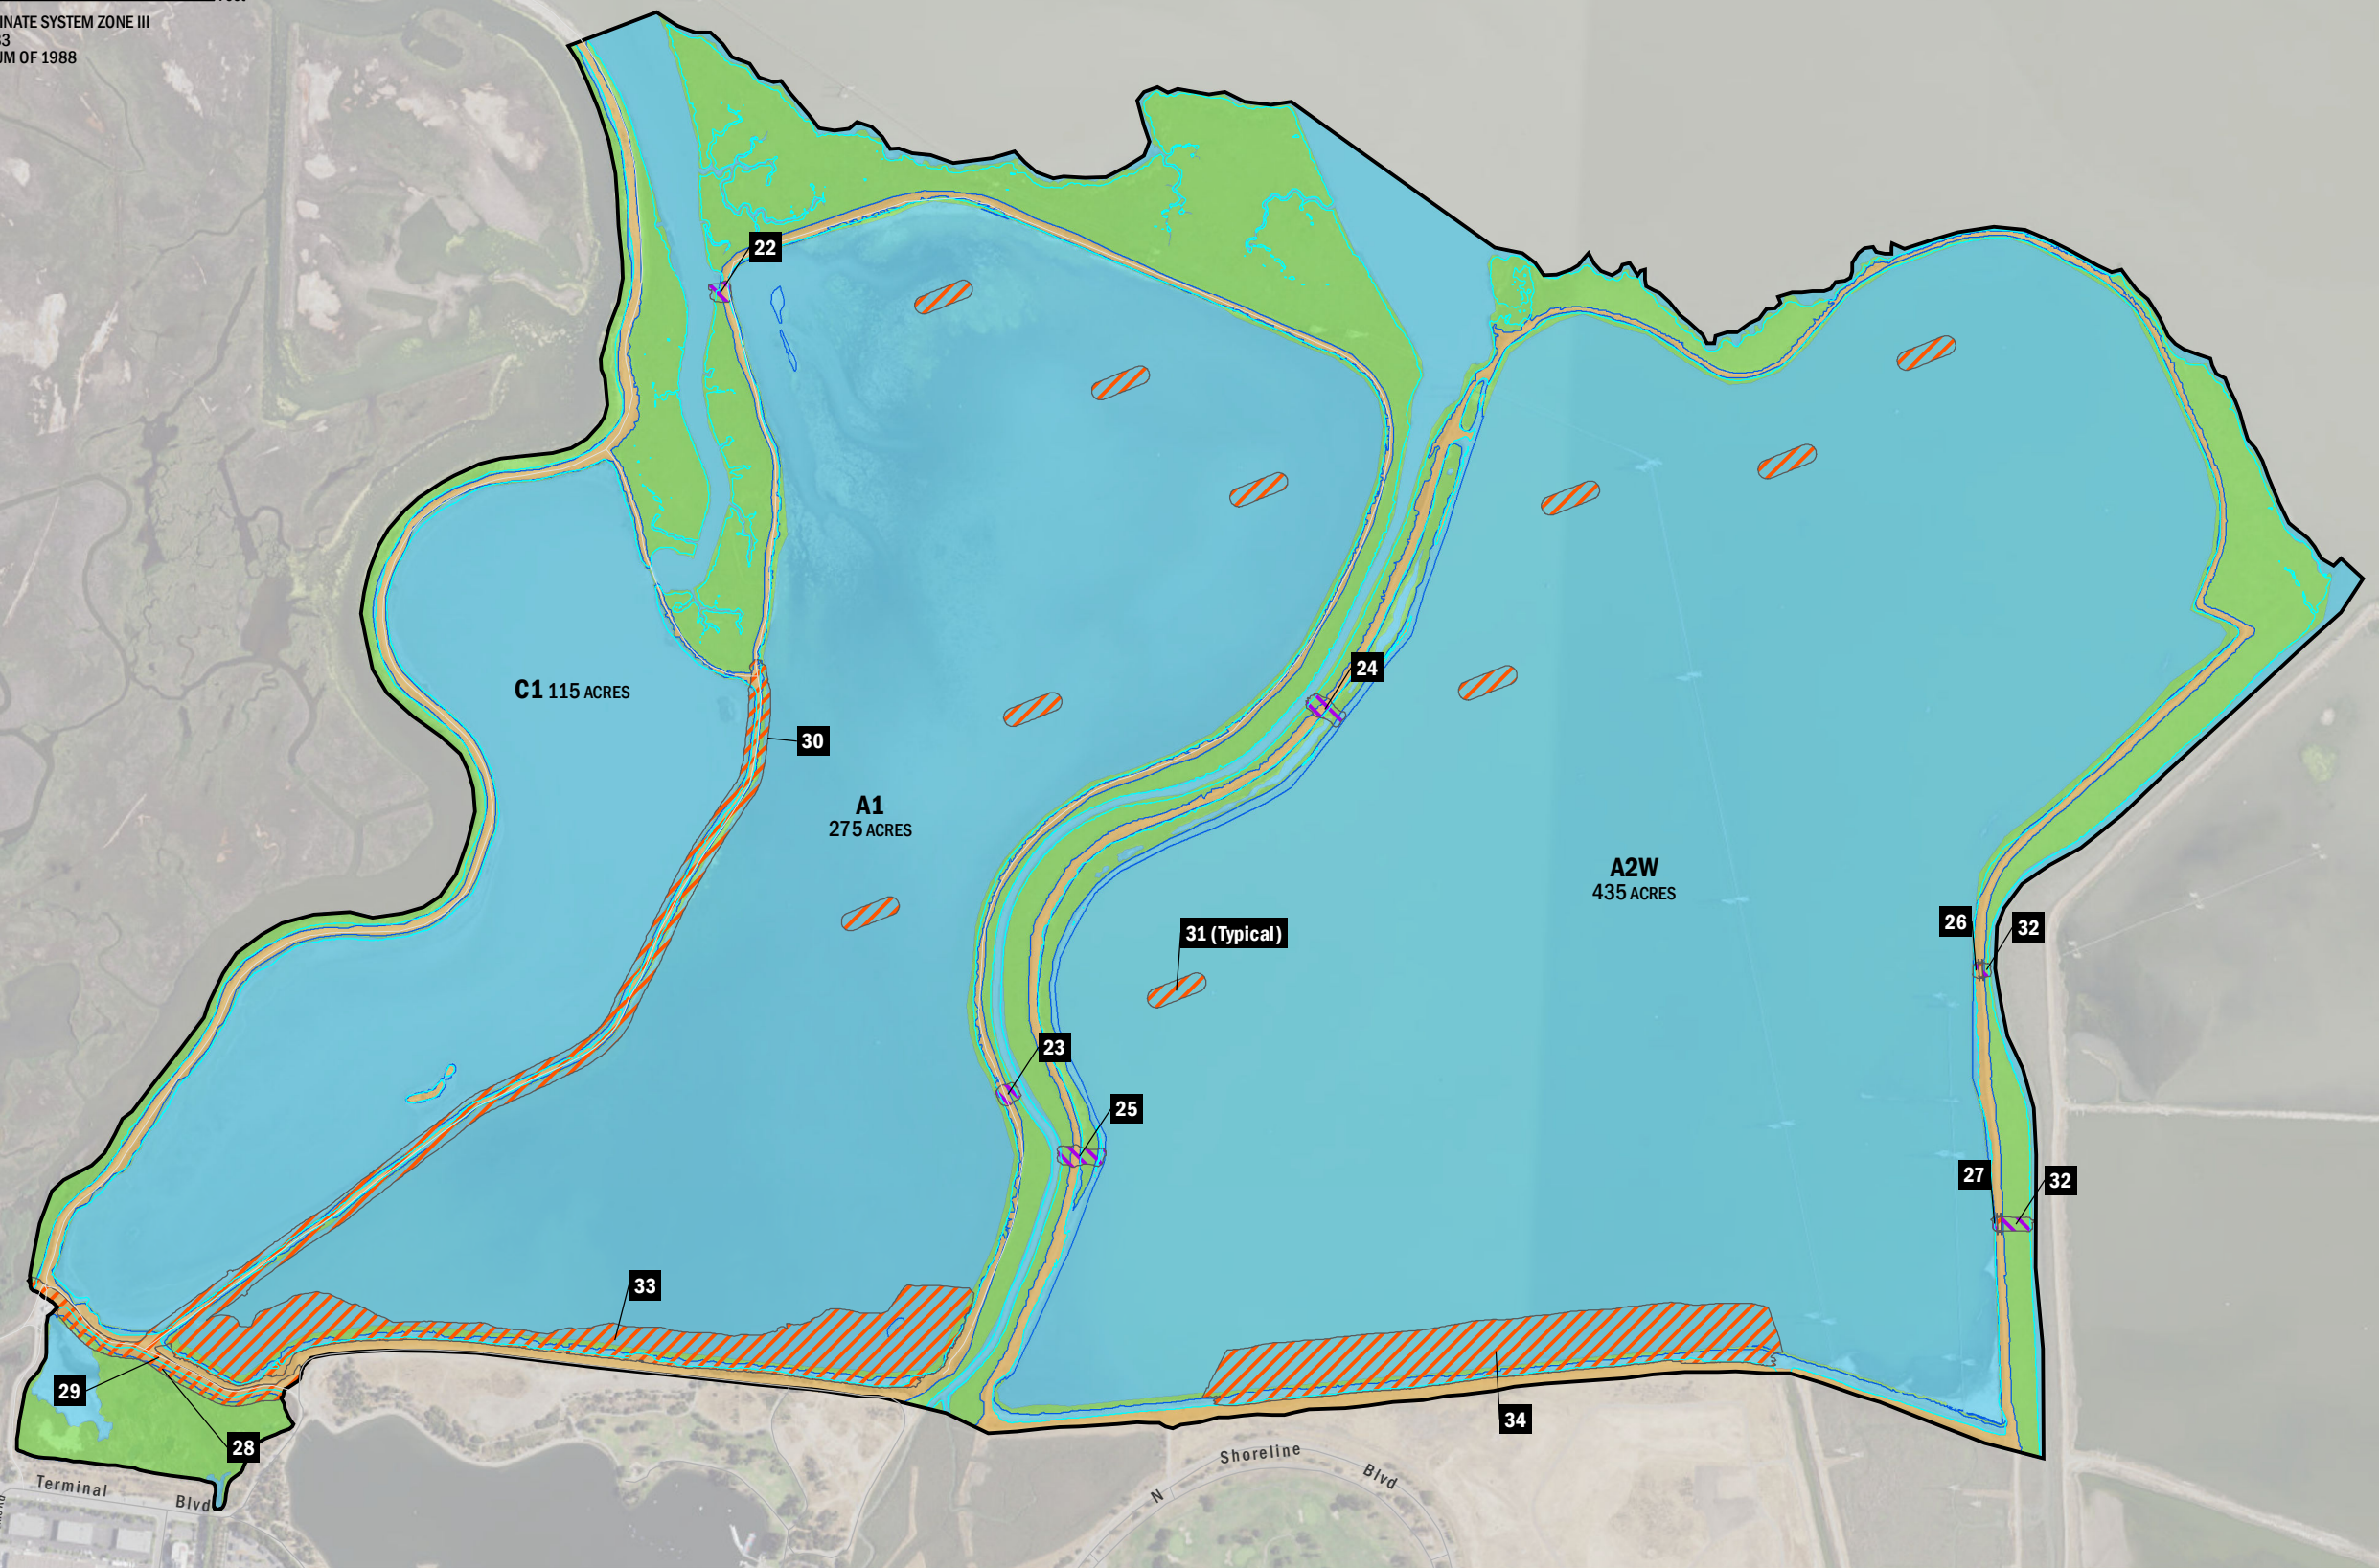 INATE SYSTEM ZONE III
UM OF 1988
22
24
C1 115 ACRES
30
A1
275 ACRES
A2W
435 ACRES
26
32
31 (Typical)
23
25
27
32
33
29
34
28
Terminal Blvd
N Shoreline Blvd